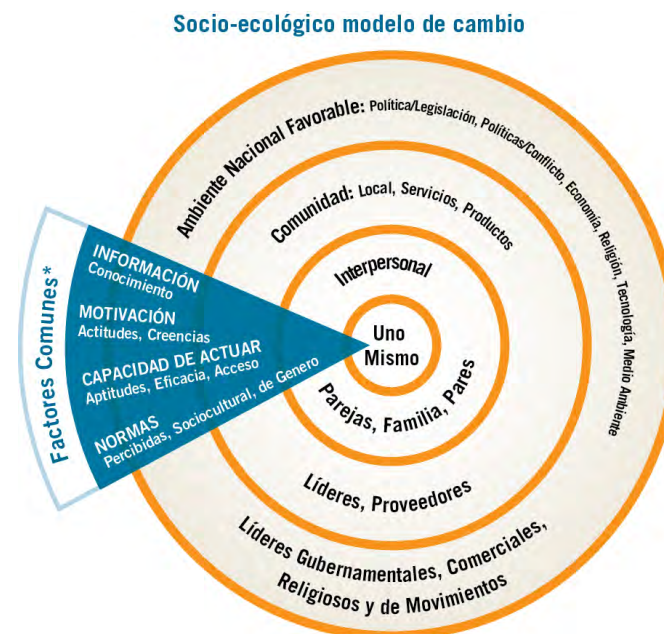 Socio-ecológico modelo de cambio
Ambiente Nacional Favorable: Política/Legislación, Políticas/Conflicto, Economía, Religión, Tecnología, Medio Ambiente
Comunidad: Local, Servicios, Productos
Interpersonal
Uno
Mismo
Parejas, Familia, Pares
Líderes, Proveedores
Líderes Gubernamentales, Comerciales,
Religiosos y de Movimientos
Factores Comunes*
INFORMACIÓN
Conocimiento
MOTIVACIÓN
Actitudes, Creencias
CAPACIDAD DE ACTUAR
Aptitudes, Eficacia, Acceso
NORMAS
Percibidas, Sociocultural, de Genero